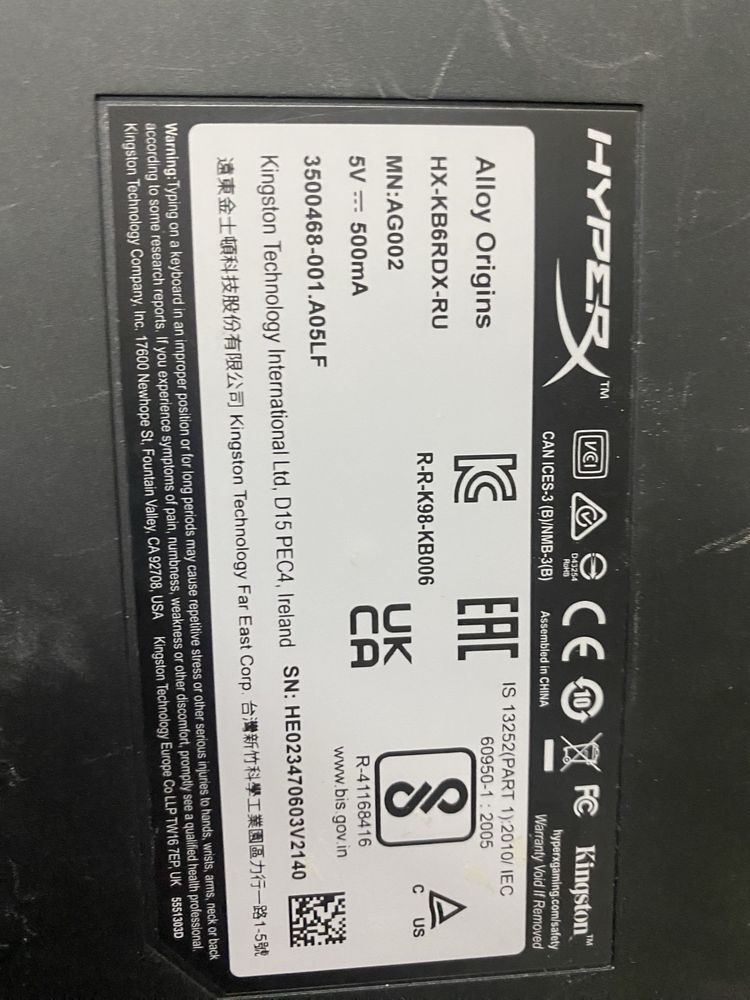 HYPERX™
VCI
D43254
RoHS
10
FC
Kingston™
CAN ICES-3 (B)/NMB-3(B)
Assembled in CHINA
hyperxgaming.com/safety
Warranty Void If Removed
Alloy Origins
HX-KB6RDX-RU
MN:AG002
5V ⎓ 500mA
3500468-001.A05LF
R-R-K98-KB006
EAC
UK
CA
IS 13252(PART 1):2010/ IEC
60950-1 : 2005
R-41168416
www.bis.gov.in
C US
Kingston Technology International Ltd, D15 PEC4, Ireland SN: HE023470603V2140
遠東金士頓科技股份有限公司 Kingston Technology Far East Corp. 台灣新竹科學工業園區力行一路1-5號
Warning:Typing on a keyboard in an improper position or for long periods may cause repetitive stress or other serious injuries to hands, wrists, arms, neck or back
according to some research reports. If you experience symptoms of pain, numbness, weakness or other discomfort, promptly see a qualified health professional.
Kingston Technology Company, Inc. 17600 Newhope St, Fountain Valley, CA 92708, USA Kingston Technology Europe Co LLP TW16 7EP, UK 5551303D